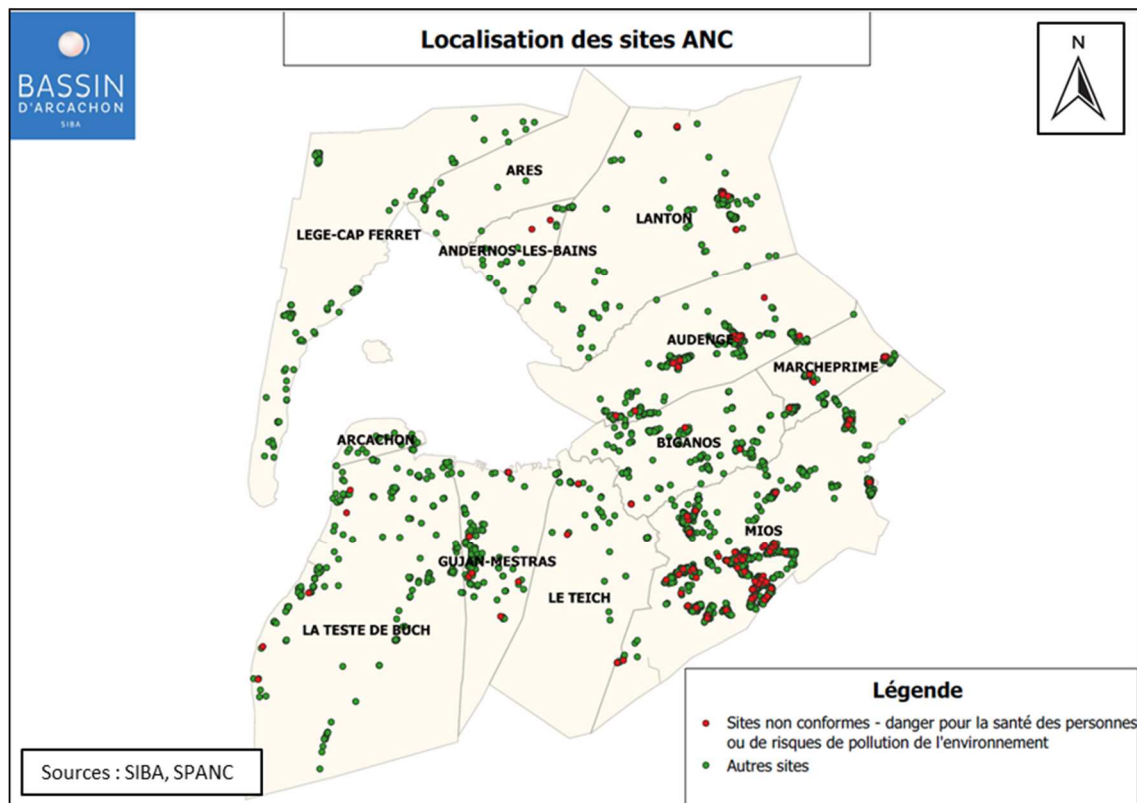 BASSIN
D'ARCACHON
SIBA
Localisation des sites ANC
N
ARES
LANTON
LEGE-CAP FERRET
ANDERNOS-LES-BAINS
AUDENGE
MARCHEPRIME
ARCACHON
BIGANOS
MIOS
GUJAN-MESTRAS
LE TEICH
LA TESTE DE BUCH
Légende
Sites non conformes - danger pour la santé des personnes
ou de risques de pollution de l'environnement
Autres sites
Sources : SIBA, SPANC